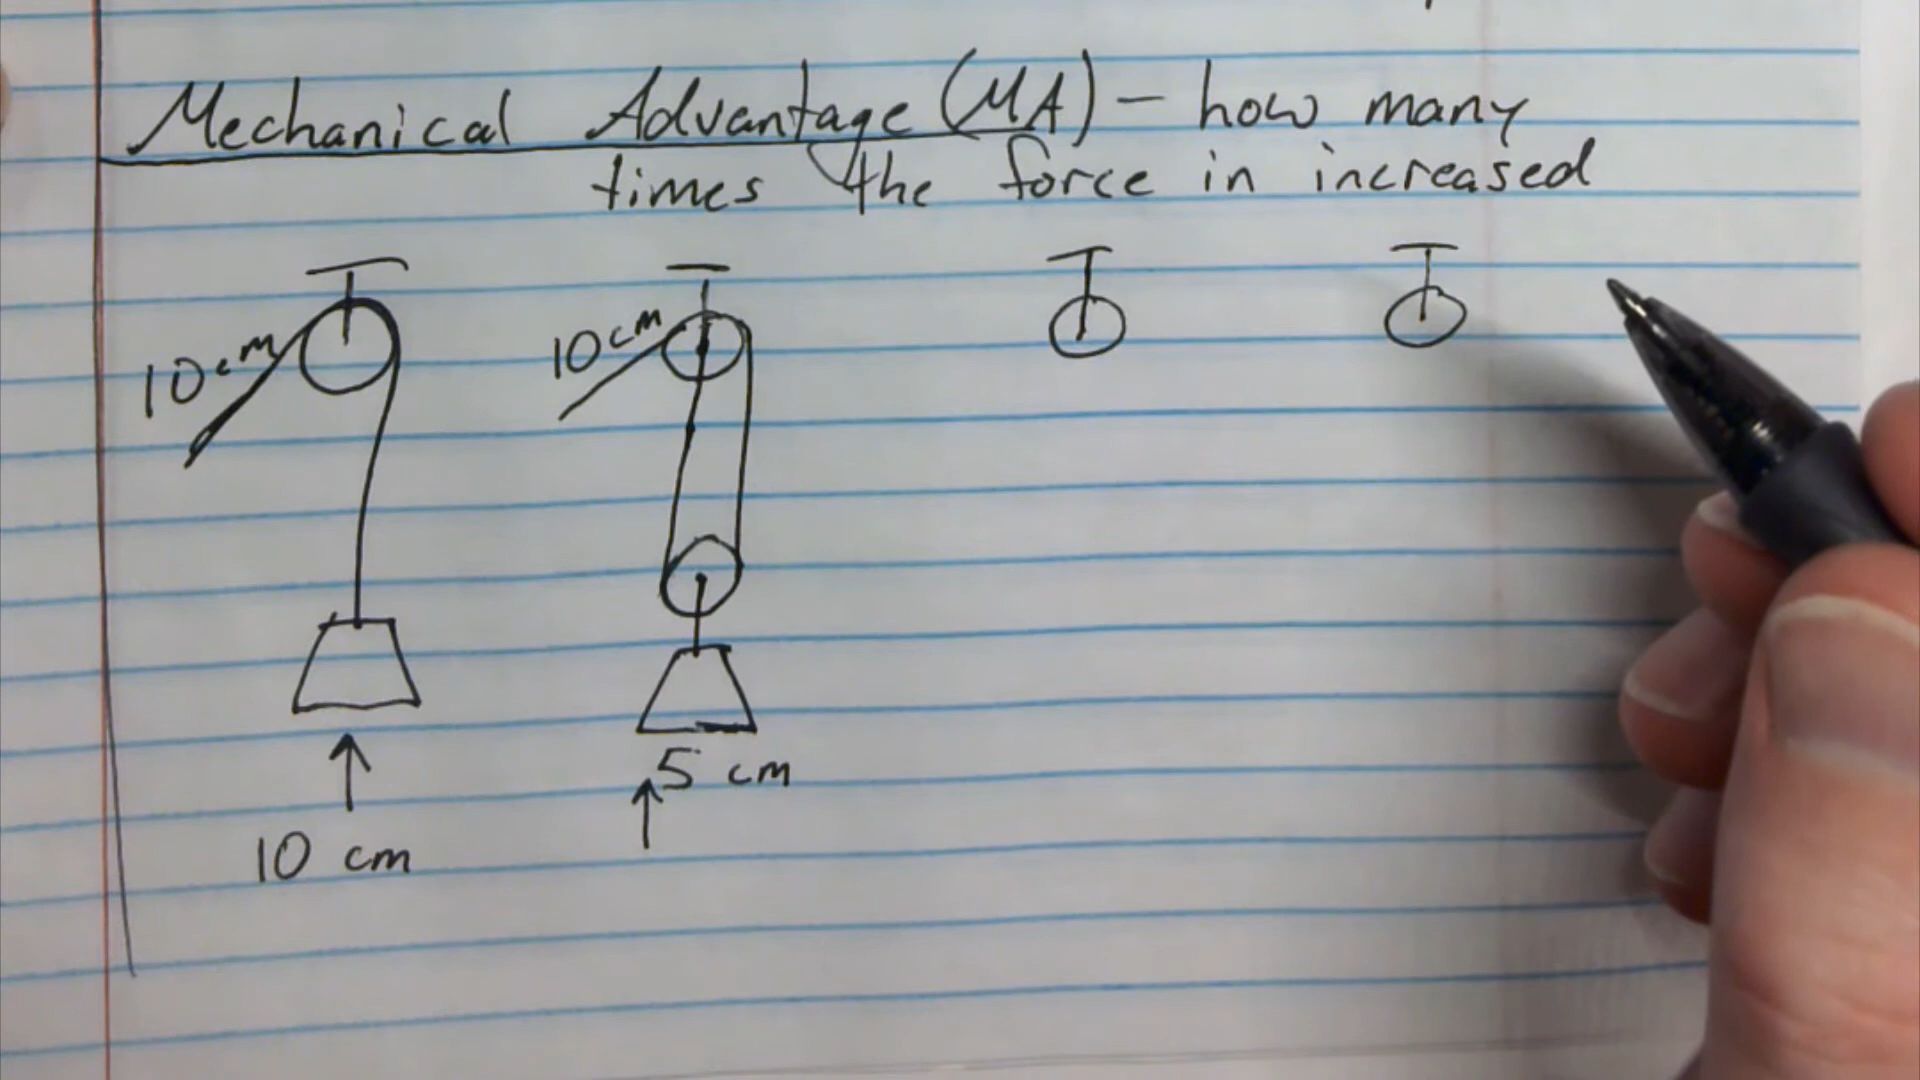 Mechanical Advantage (MA) - how many
times the force in increased
10cm
10cm
5 cm
10 cm